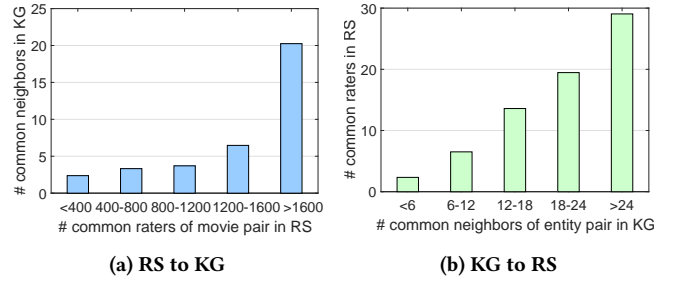 # common neighbors in KG
25
20
15
10
5
0
<400 400-800 800-1200 1200-1600 >1600
# common raters of movie pair in RS
(a) RS to KG
# common raters in RS
30
20
10
0
<6 6-12 12-18 18-24 >24
# common neighbors of entity pair in KG
(b) KG to RS